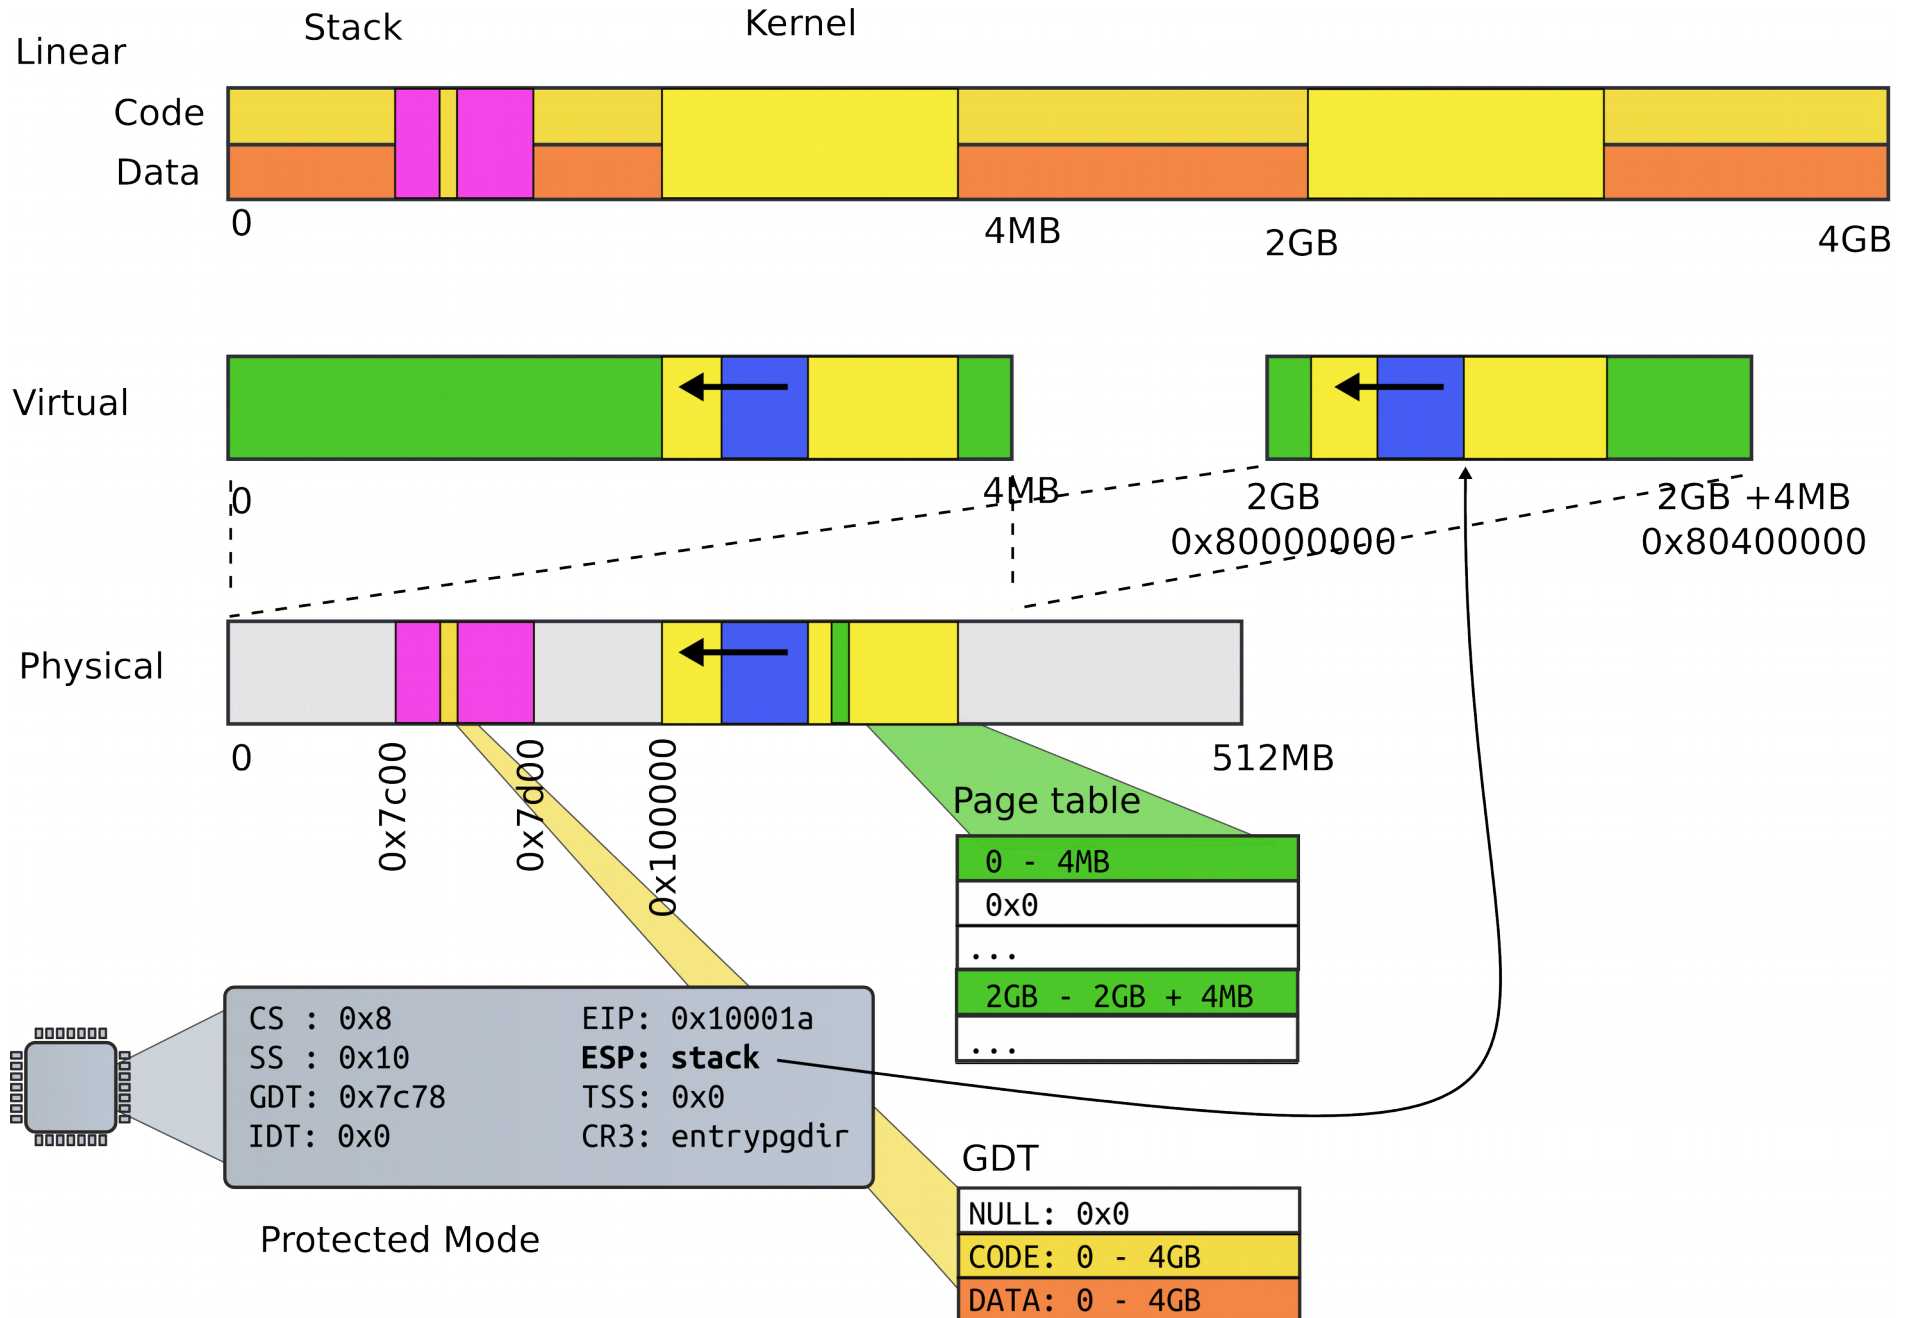 Stack
Kernel
Linear
Code
Data
0
4MB
2GB
4GB
Virtual
0
4MB
2GB
0x80000000
2GB +4MB
0x80400000
Physical
0
0x7c00
0x7d00
0x1000000
512MB
Page table
0 - 4MB
0x0
...
2GB - 2GB + 4MB
...
CS : 0x8
EIP: 0x10001a
SS : 0x10
ESP: stack
GDT: 0x7c78
TSS: 0x0
IDT: 0x0
CR3: entrypgdir
Protected Mode
GDT
NULL: 0x0
CODE: 0 - 4GB
DATA: 0 - 4GB